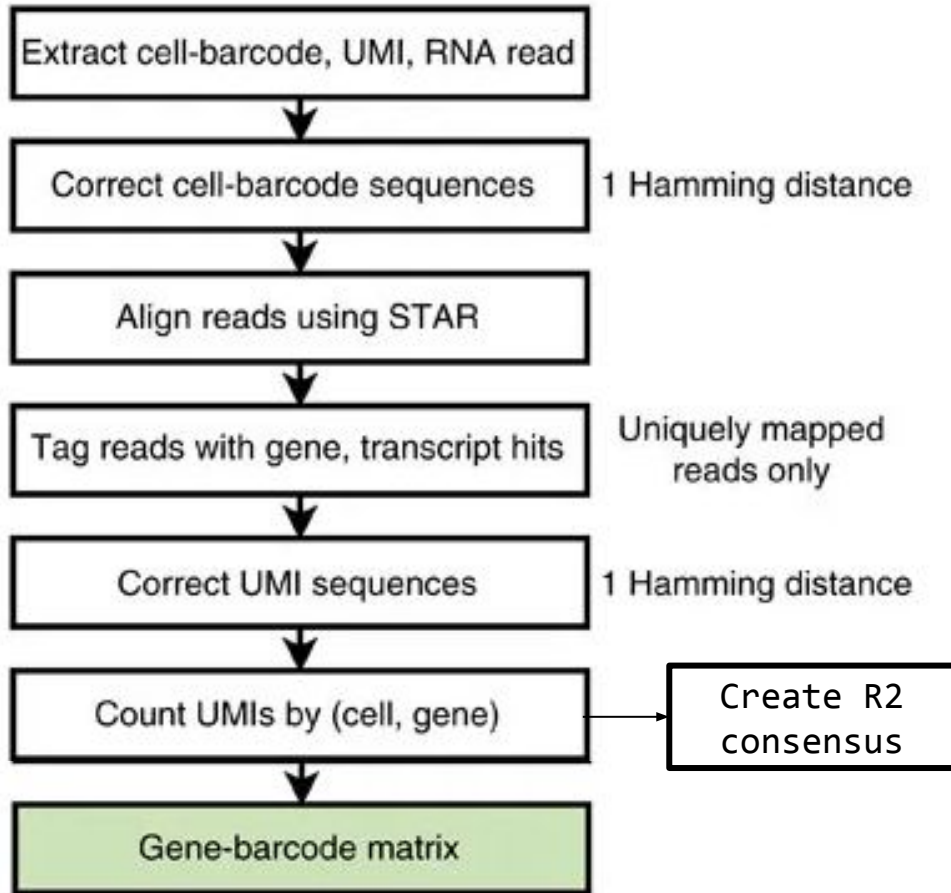 Extract cell-barcode, UMI, RNA read
Correct cell-barcode sequences
1 Hamming distance
Align reads using STAR
Tag reads with gene, transcript hits
Uniquely mapped
reads only
Correct UMI sequences
1 Hamming distance
Count UMIs by (cell, gene)
Create R2
consensus
Gene-barcode matrix